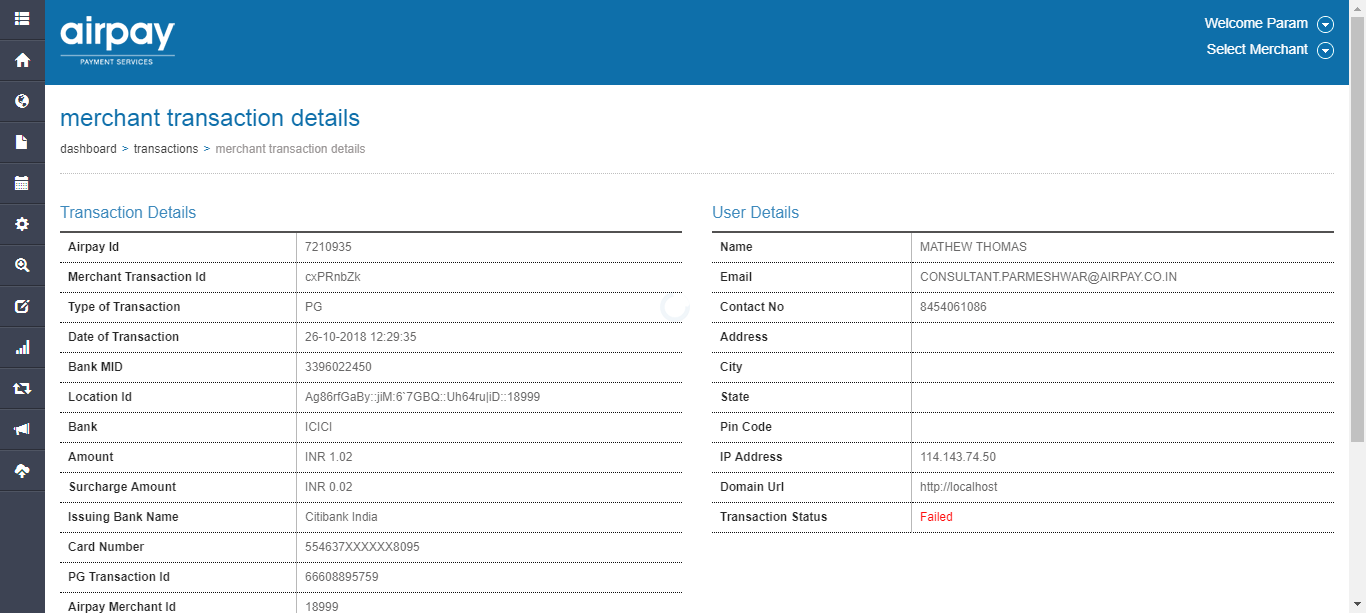 airpay
PAYMENT SERVICES
Welcome Param
Select Merchant
merchant transaction details
dashboard > transactions > merchant transaction details
Transaction Details
Airpay Id 7210935
Merchant Transaction Id cxPRnbZk
Type of Transaction PG
Date of Transaction 26-10-2018 12:29:35
Bank MID 3396022450
Location Id Ag86rfGaBy::jiM:6`7GBQ::Uh64ru|iD::18999
Bank ICICI
Amount INR 1.02
Surcharge Amount INR 0.02
Issuing Bank Name Citibank India
Card Number 554637XXXXXX8095
PG Transaction Id 66608895759
Airpay Merchant Id 18999
User Details
Name MATHEW THOMAS
Email CONSULTANT.PARMESHWAR@AIRPAY.CO.IN
Contact No 8454061086
Address
City
State
Pin Code
IP Address 114.143.74.50
Domain Url http://localhost
Transaction Status Failed